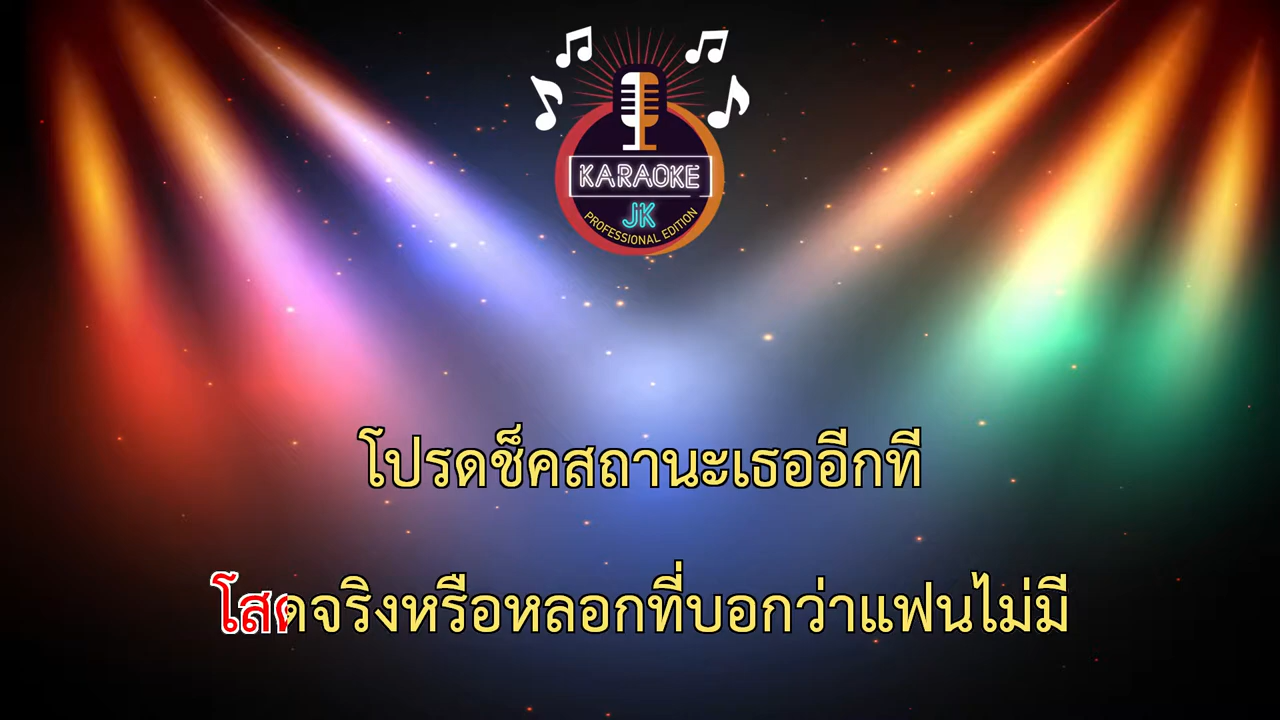 KARAOKE
JK
PROFESSIONAL EDITION
โปรดช็คสถานะเธออีกที
โสดจริงหรือหลอกที่บอกว่าแฟนไม่มี